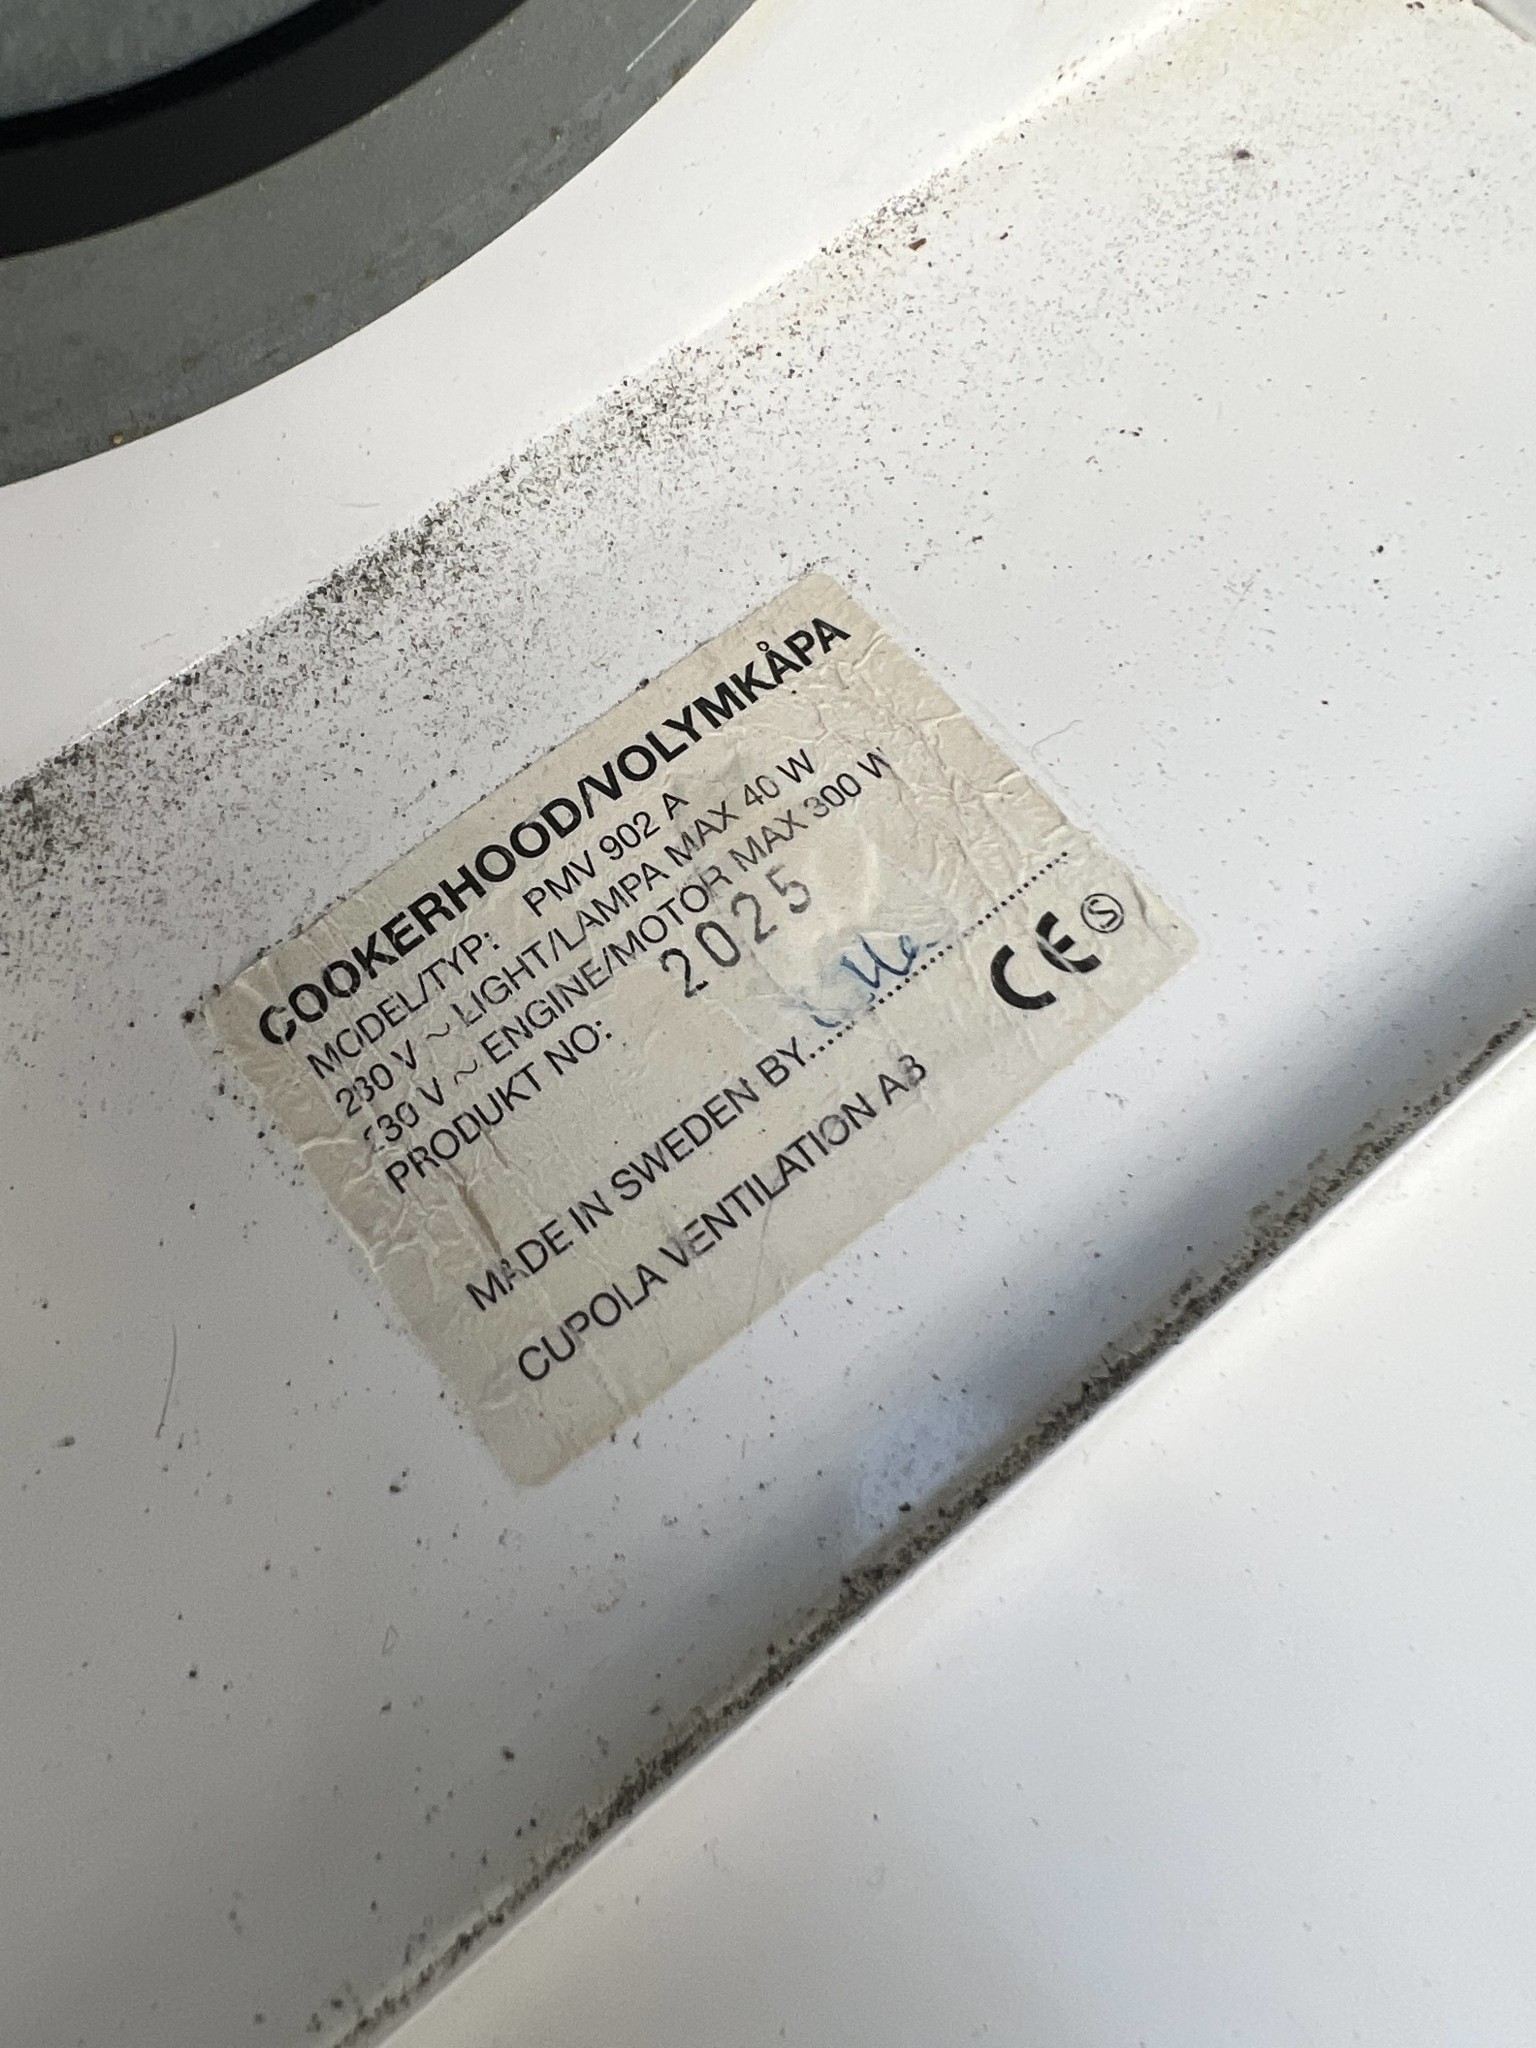 COOKERHOOD/VOLYMKÅPA
MODEL/TYP: PMV 902 A
230 V ~ LIGHT/LAMPA MAX 40 W
230 V ~ ENGINE/MOTOR MAX 300 W
PRODUKT NO: 2025
MADE IN SWEDEN BY....................
CUPOLA VENTILATION AB
CE S